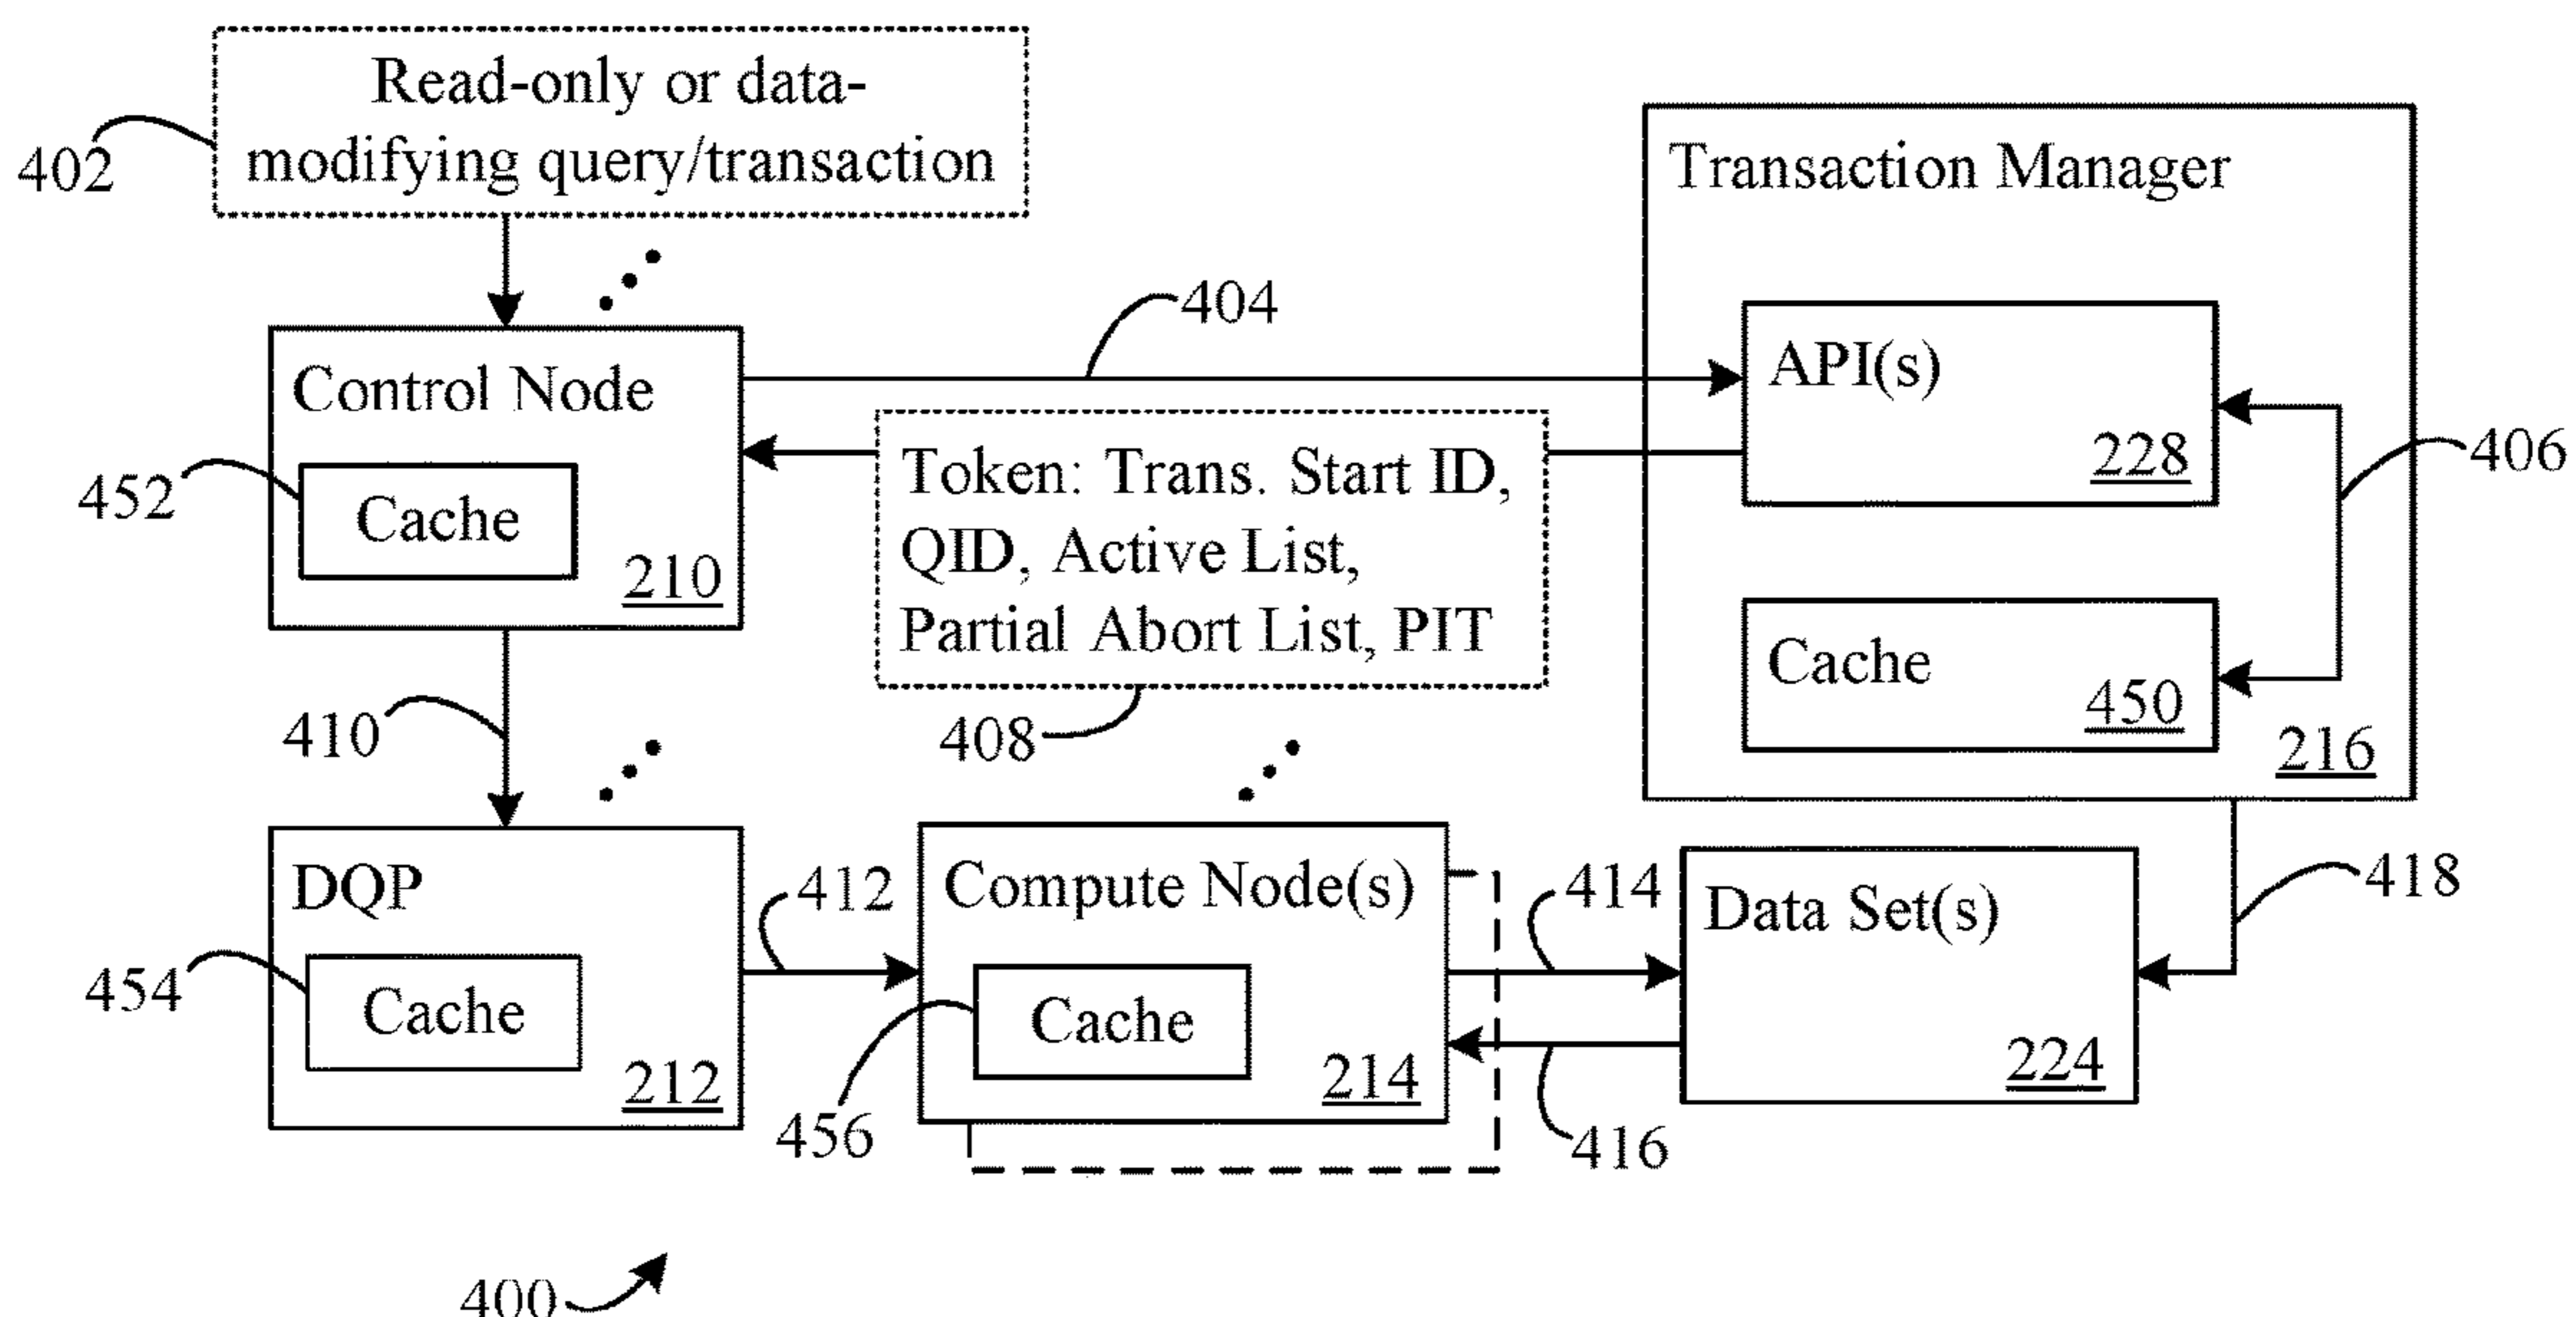 Read-only or data-
modifying query/transaction
402
Transaction Manager
404
API(s)
228
406
Control Node
452
Cache
210
Token: Trans. Start ID,
QID, Active List,
Partial Abort List, PIT
408
Cache
450
216
410
DQP
454
Cache
212
412
Compute Node(s)
Cache
456
214
414
416
Data Set(s)
224
418
400